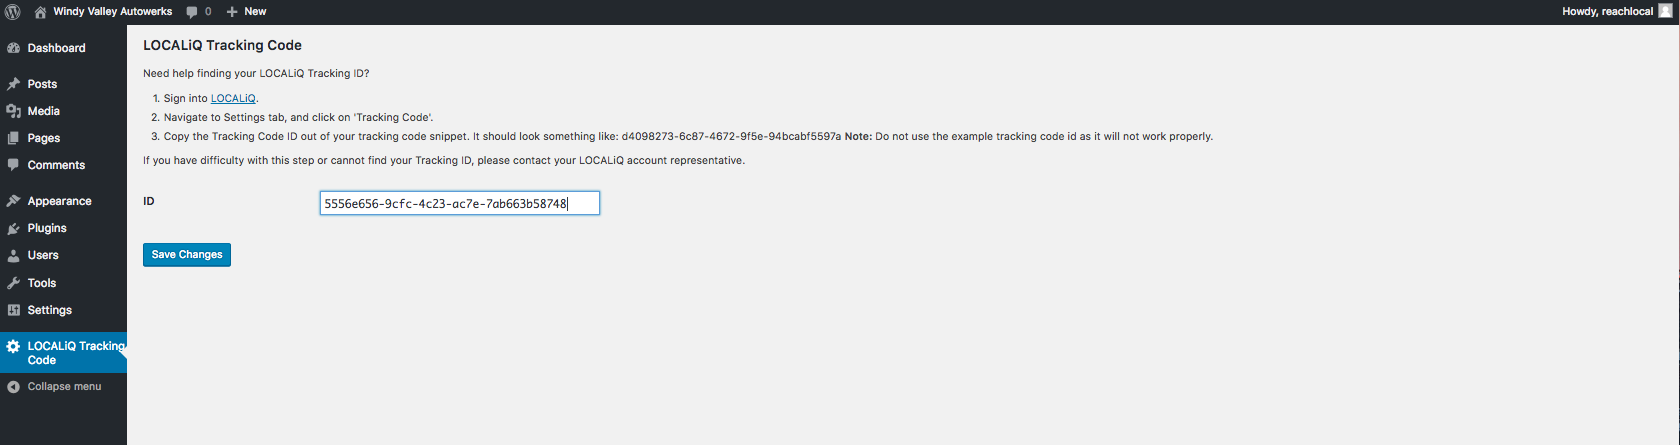 Windy Valley Autowerks 0 New Howdy, reachlocal
Dashboard
Posts
Media
Pages
Comments
Appearance
Plugins
Users
Tools
Settings
LOCALiQ Tracking
Code
Collapse menu
LOCALiQ Tracking Code
Need help finding your LOCALiQ Tracking ID?
1. Sign into LOCALiQ.
2. Navigate to Settings tab, and click on 'Tracking Code'.
3. Copy the Tracking Code ID out of your tracking code snippet. It should look something like: d4098273-6c87-4672-9f5e-94bcabf5597a Note: Do not use the example tracking code id as it will not work properly.
If you have difficulty with this step or cannot find your Tracking ID, please contact your LOCALiQ account representative.
ID 5556e656-9cfc-4c23-ac7e-7ab663b58748
Save Changes